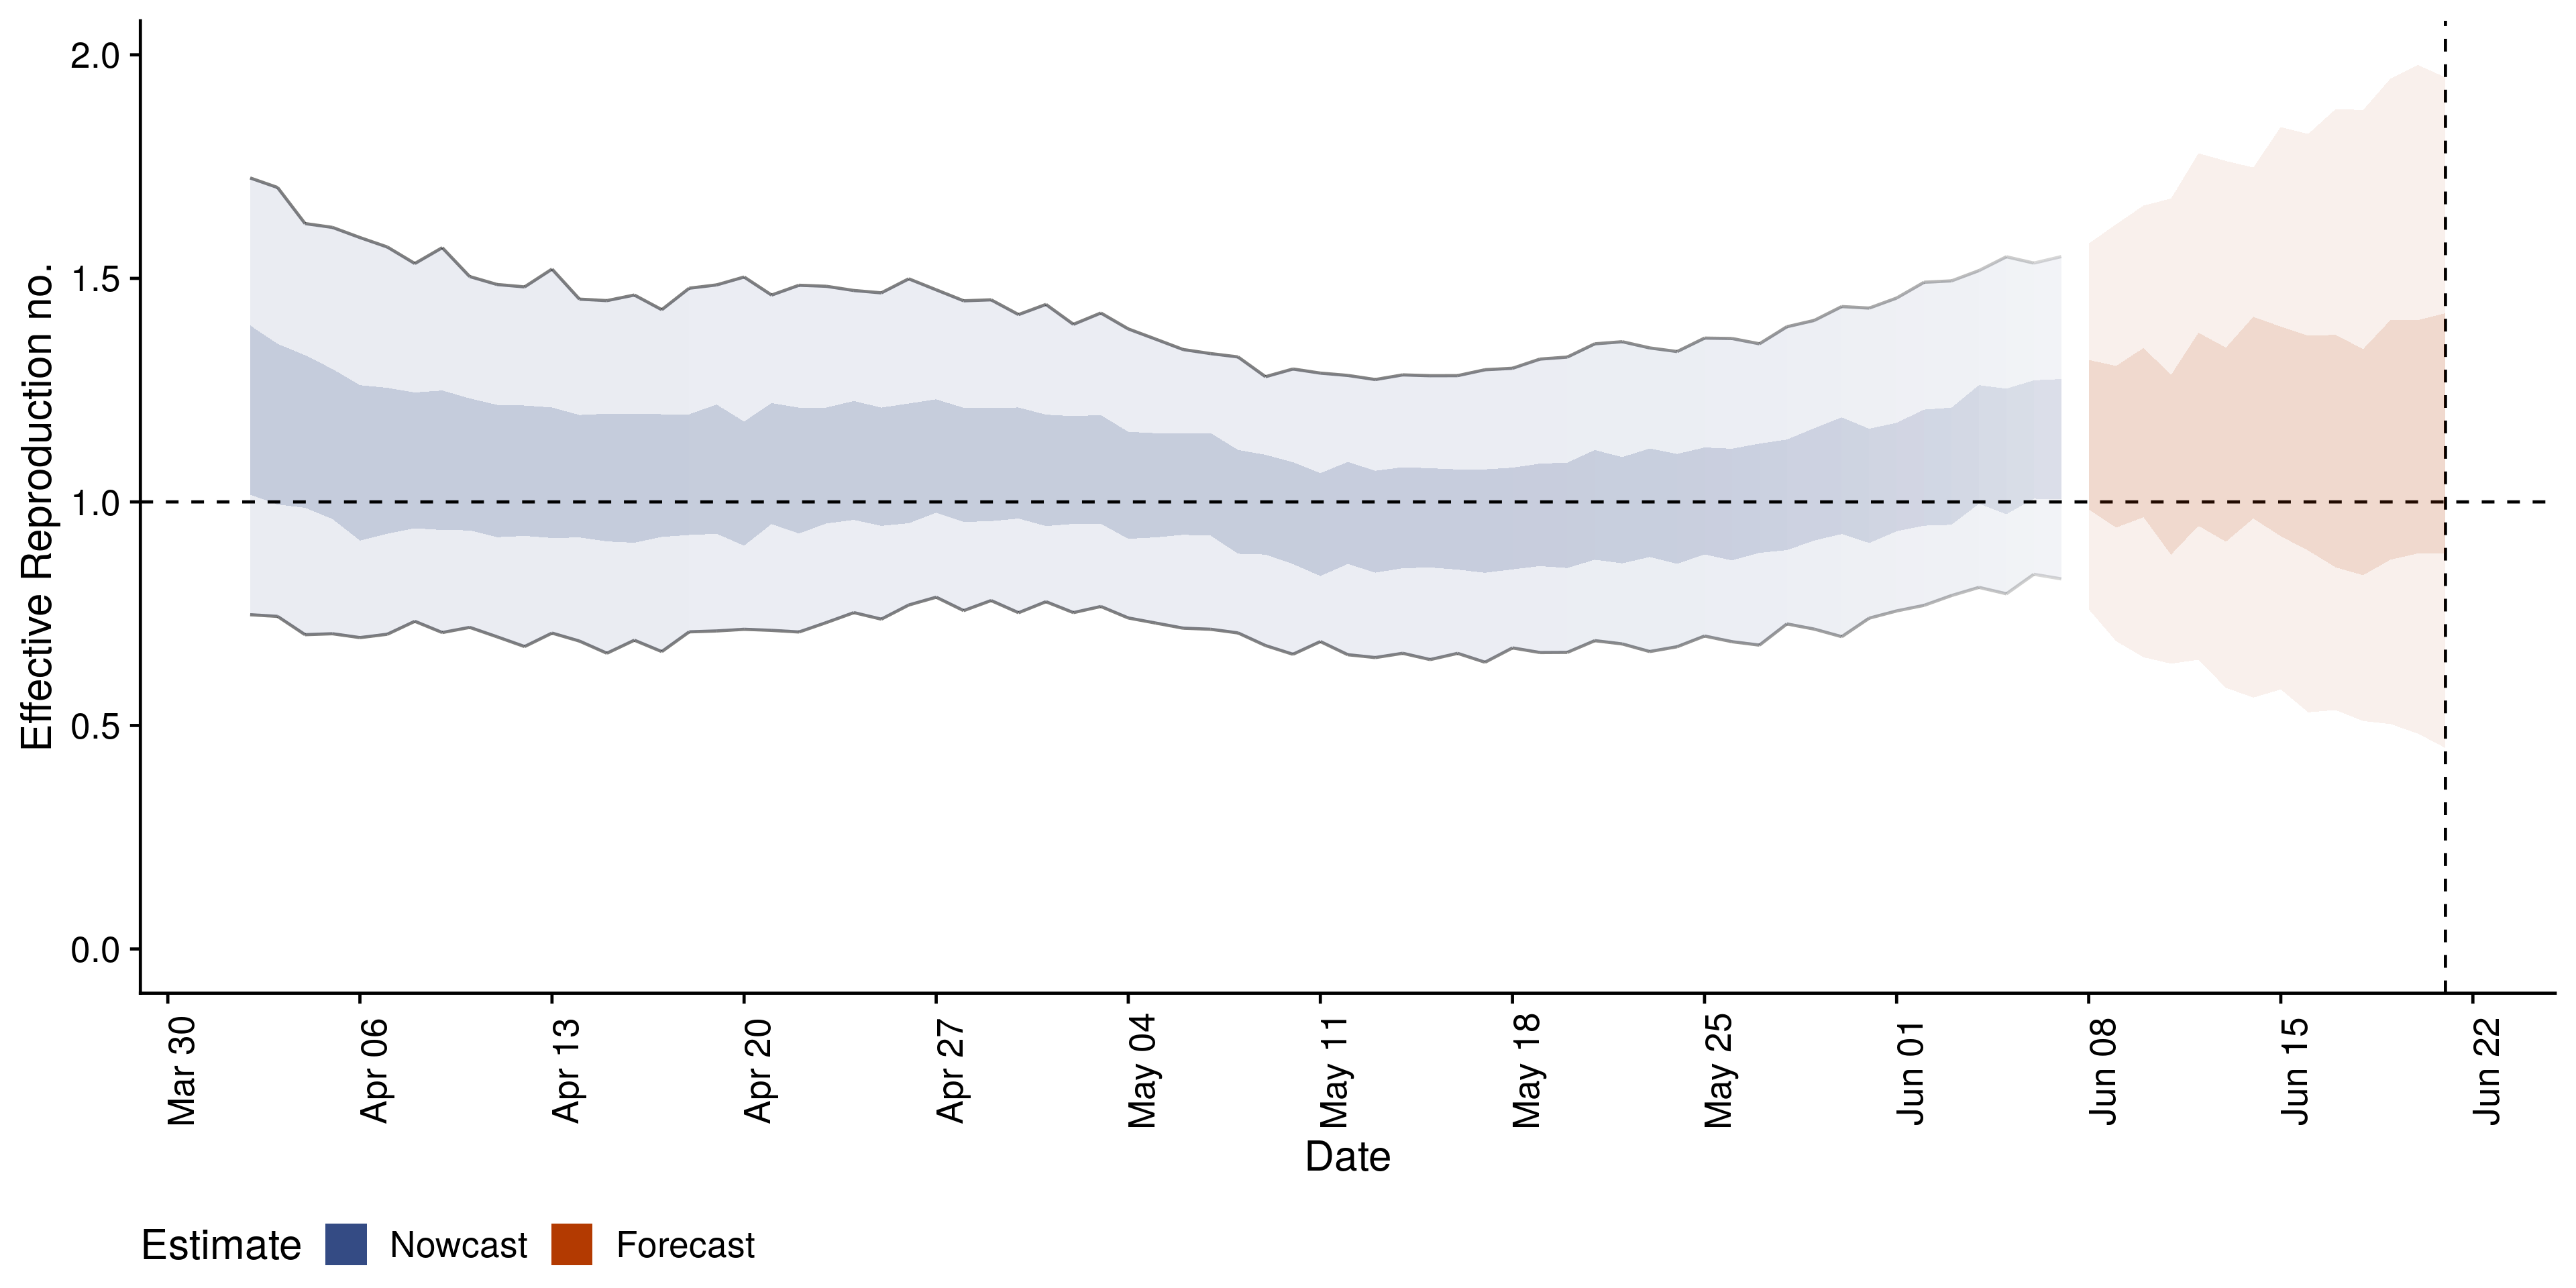 Effective Reproduction no.
2.0
1.5
1.0
0.5
0.0
Mar 30
Apr 06
Apr 13
Apr 20
Apr 27
May 04
May 11
May 18
May 25
Jun 01
Jun 08
Jun 15
Jun 22
Date
Estimate Nowcast Forecast